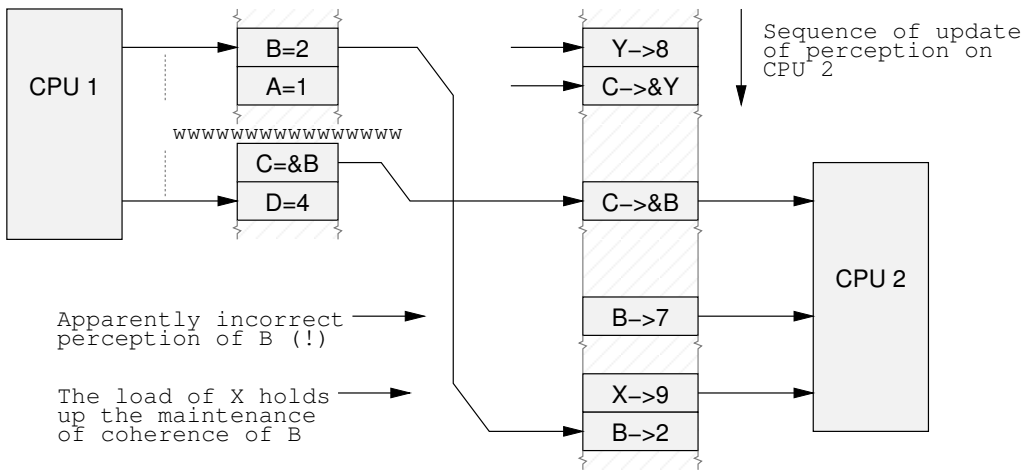 CPU 1
B=2
A=1
wwwwwwwwwwwwwwww
C=&B
D=4
Y->8
C->&Y
C->&B
B->7
X->9
B->2
Sequence of update
of perception on
CPU 2
CPU 2
Apparently incorrect
perception of B (!)
The load of X holds
up the maintenance
of coherence of B